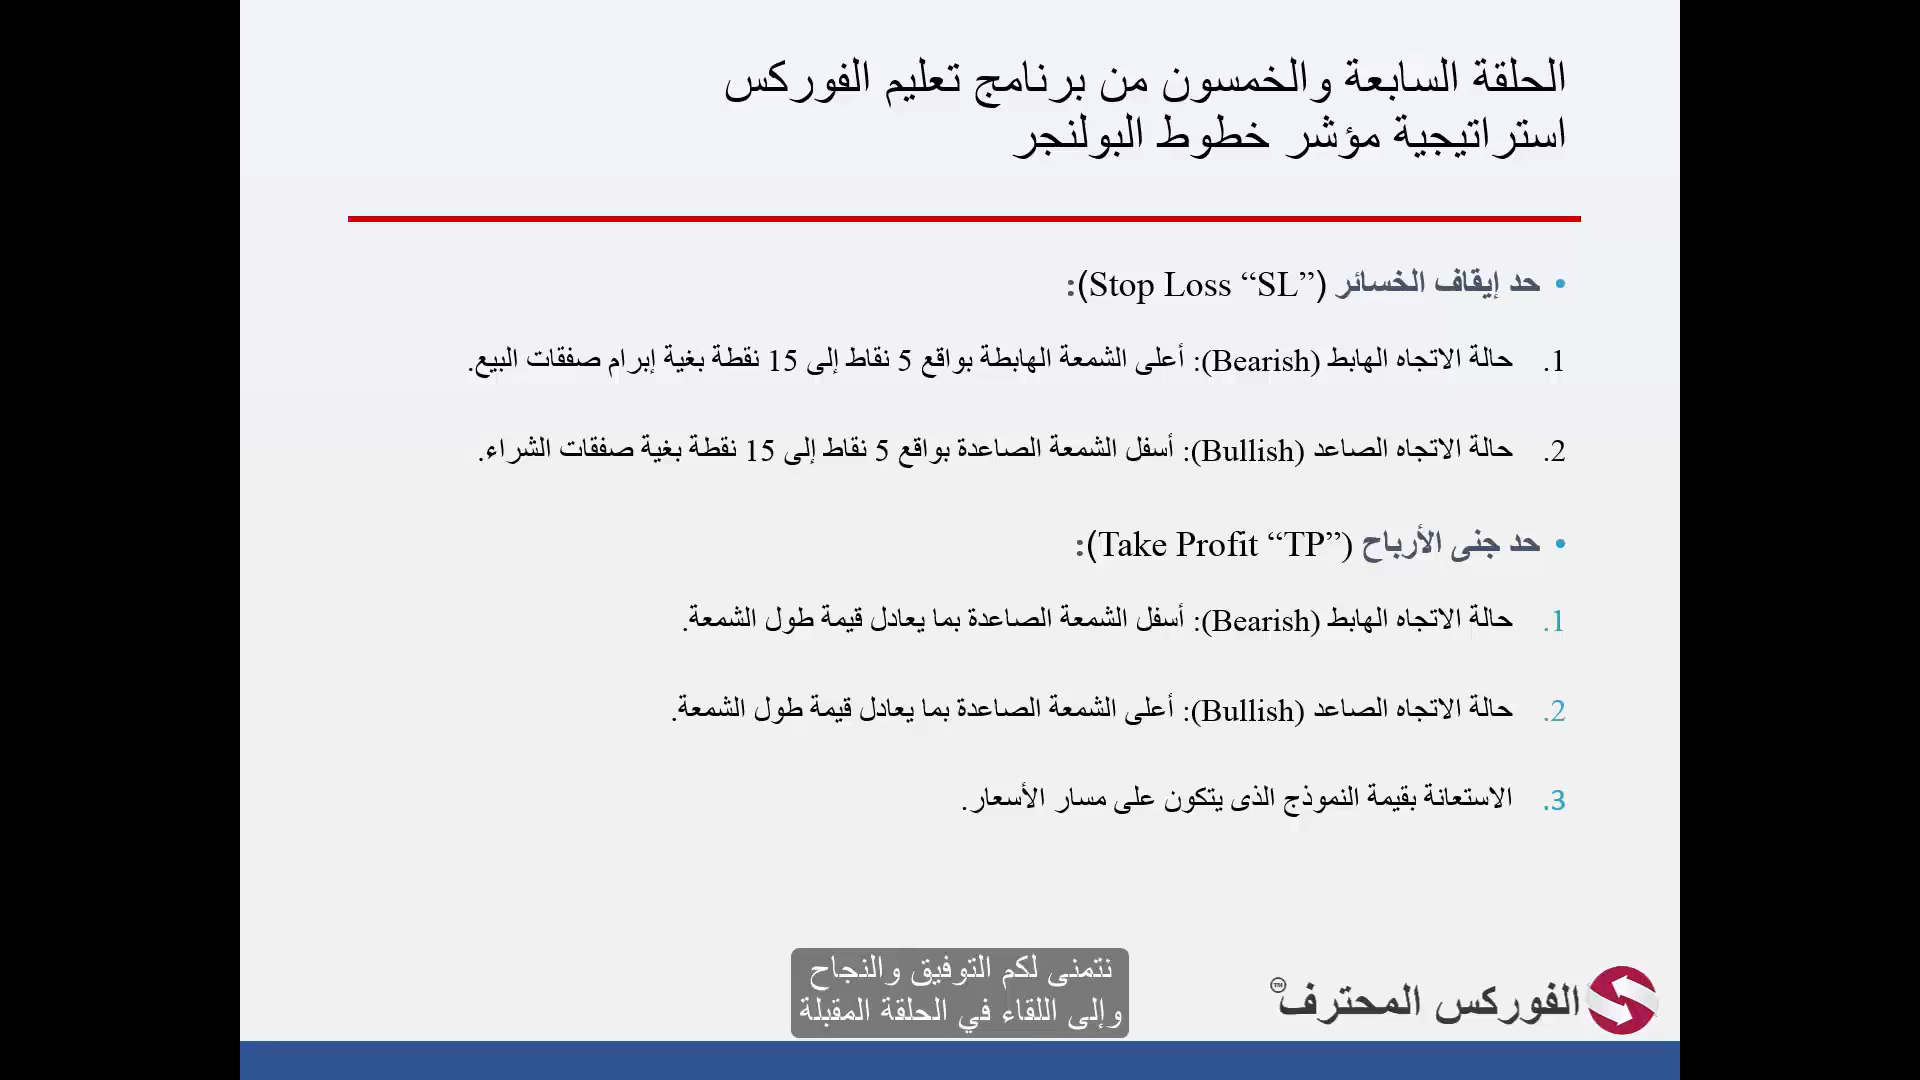 الحلقة السابعة والخمسون من برنامج تعليم الفوركس
استراتيجية مؤشر خطوط البولنجر
• حد إيقاف الخسائر (Stop Loss “SL”):
1. حالة الاتجاه الهابط (Bearish): أعلى الشمعة الهابطة بواقع 5 نقاط إلى 15 نقطة بغية إبرام صفقات البيع.
2. حالة الاتجاه الصاعد (Bullish): أسفل الشمعة الصاعدة بواقع 5 نقاط إلى 15 نقطة بغية صفقات الشراء.
• حد جنى الأرباح (Take Profit “TP”):
1. حالة الاتجاه الهابط (Bearish): أسفل الشمعة الصاعدة بما يعادل قيمة طول الشمعة.
2. حالة الاتجاه الصاعد (Bullish): أعلى الشمعة الصاعدة بما يعادل قيمة طول الشمعة.
3. الاستعانة بقيمة النموذج الذى يتكون على مسار الأسعار.
نتمنى لكم التوفيق والنجاح
وإلى اللقاء في الحلقة المقبلة
الفوركس المحترف TM